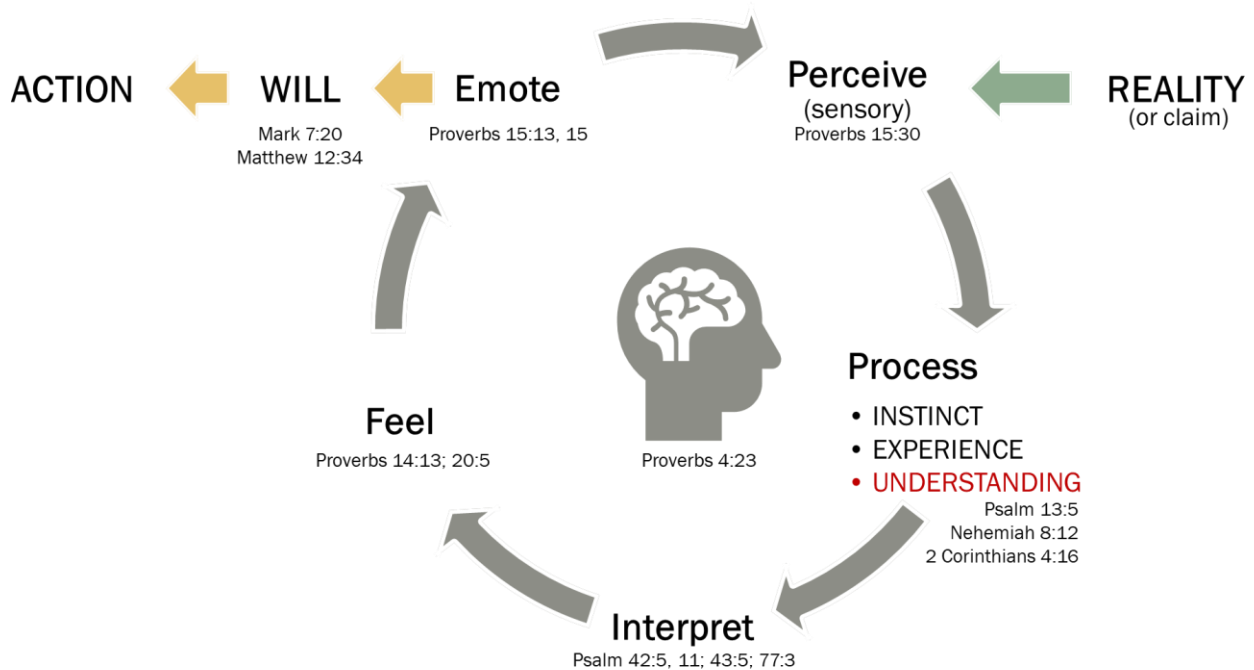 ACTION
WILL
Mark 7:20
Matthew 12:34
Emote
Proverbs 15:13, 15
Perceive
(sensory)
Proverbs 15:30
REALITY
(or claim)
Process
• INSTINCT
• EXPERIENCE
• UNDERSTANDING
Psalm 13:5
Nehemiah 8:12
2 Corinthians 4:16
Feel
Proverbs 14:13; 20:5
Proverbs 4:23
Interpret
Psalm 42:5, 11; 43:5; 77:3